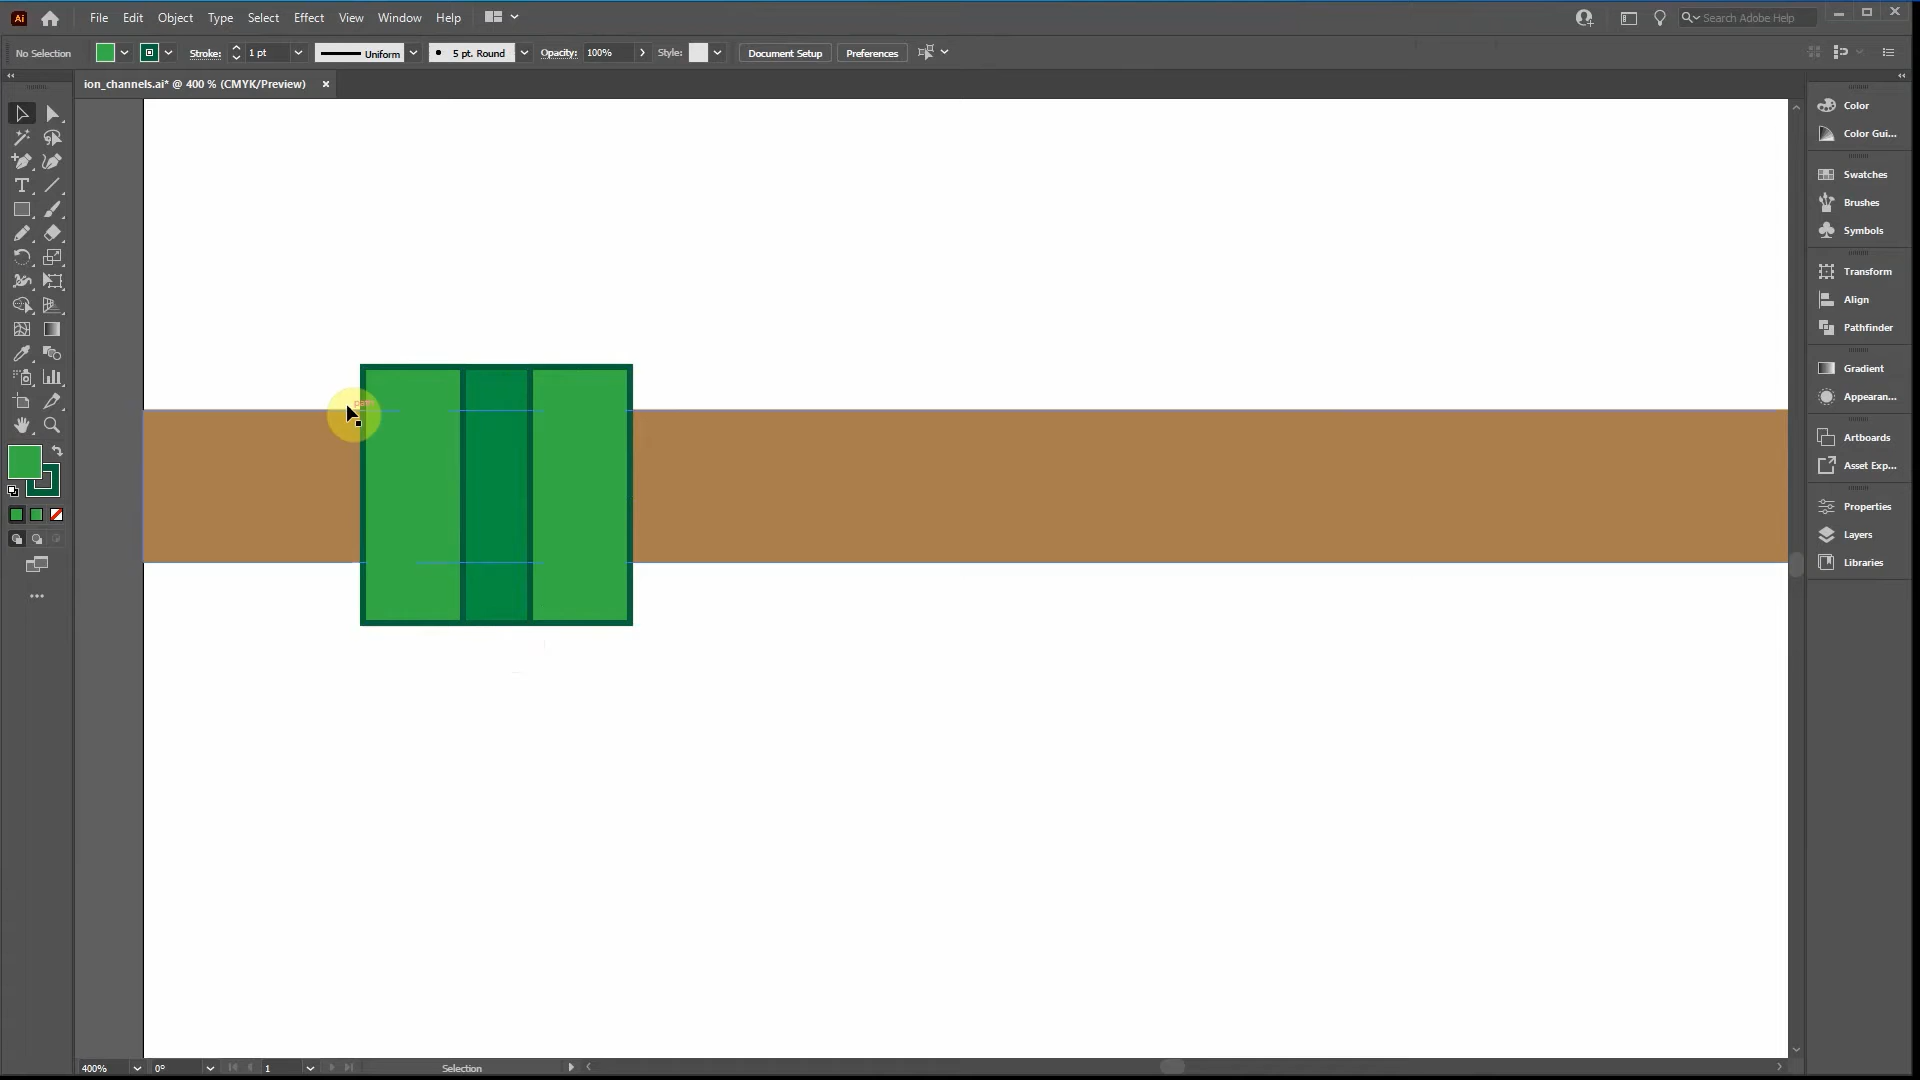 Ai File Edit Object Type Select Effect View Window Help Search Adobe Help
No Selection Stroke: 1 pt Uniform 5 pt. Round Opacity: 100% Style: Document Setup Preferences
ion_channels.ai* @ 400 % (CMYK/Preview)
Color
Color Gui...
Swatches
Brushes
Symbols
Transform
Align
Pathfinder
Gradient
Appearan...
Artboards
Asset Exp...
Properties
Layers
Libraries
400% 0° 1 Selection